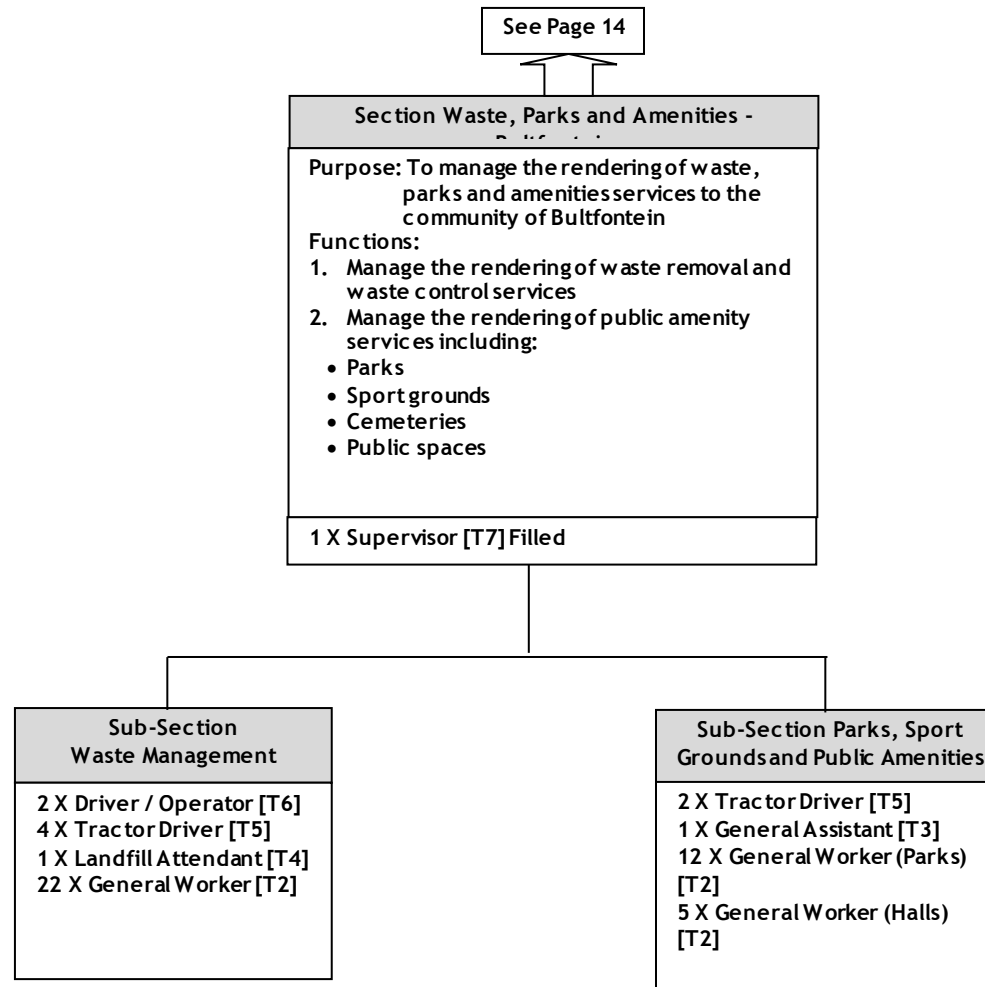 See Page 14
Section Waste, Parks and Amenities -
Purpose: To manage the rendering of waste,
parks and amenities services to the
community of Bultfontein
Functions:
1. Manage the rendering of waste removal and
waste control services
2. Manage the rendering of public amenity
services including:
• Parks
• Sport grounds
• Cemeteries
• Public spaces
1 X Supervisor [T7] Filled
Sub-Section
Waste Management
2 X Driver / Operator [T6]
4 X Tractor Driver [T5]
1 X Landfill Attendant [T4]
22 X General Worker [T2]
Sub-Section Parks, Sport
Grounds and Public Amenities
2 X Tractor Driver [T5]
1 X General Assistant [T3]
12 X General Worker (Parks)
[T2]
5 X General Worker (Halls)
[T2]